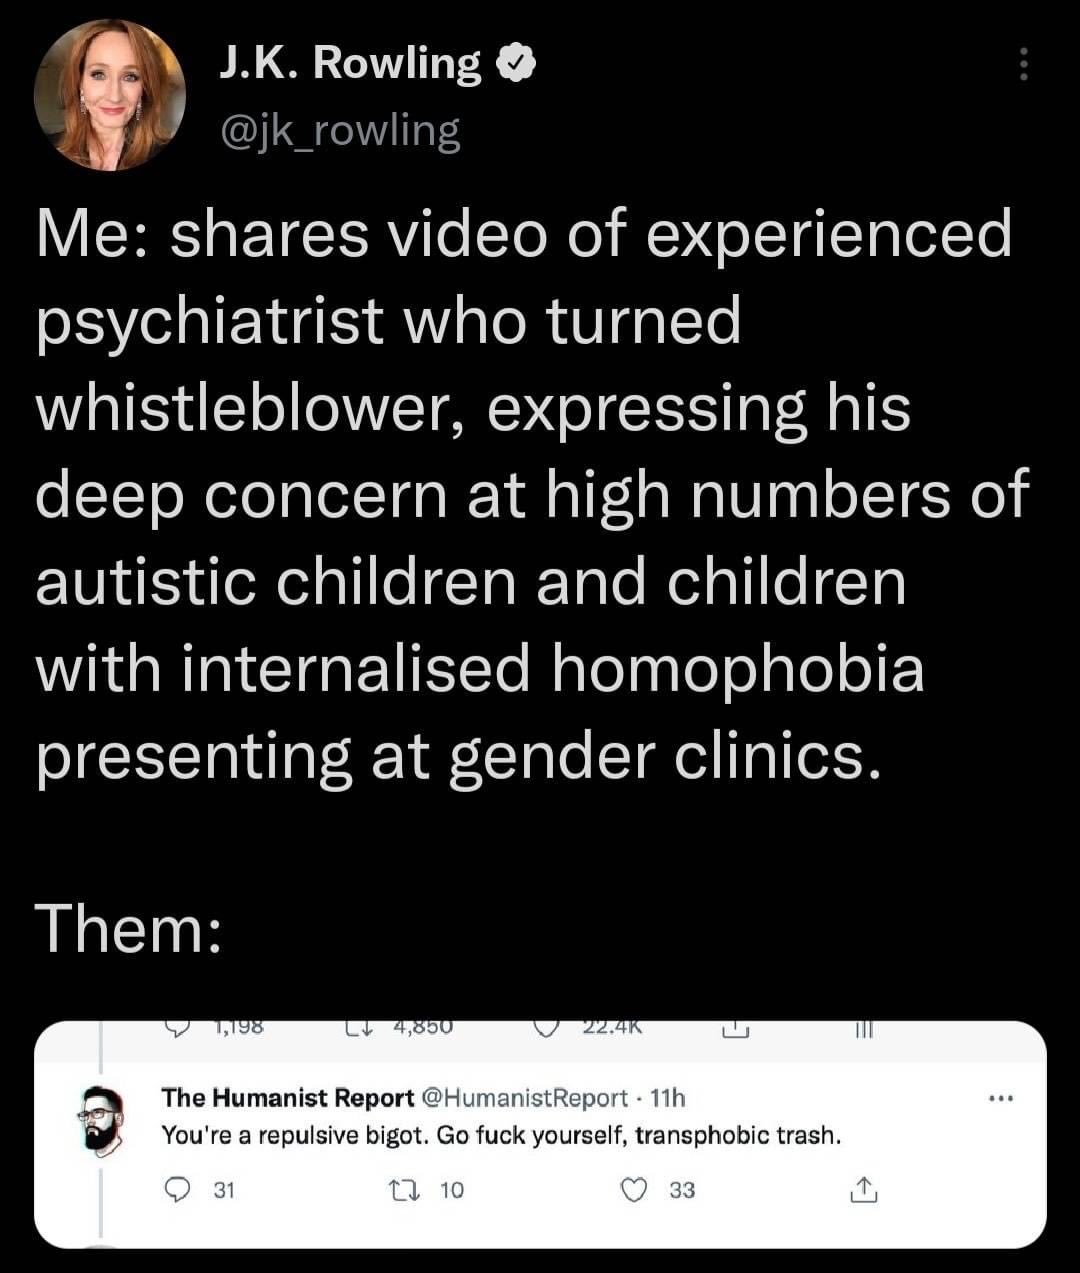 J.K. Rowling
@jk_rowling
Me: shares video of experienced
psychiatrist who turned
whistleblower, expressing his
deep concern at high numbers of
autistic children and children
with internalised homophobia
presenting at gender clinics.
Them:
1,198 4,850 22.4K
The Humanist Report @HumanistReport · 11h
You're a repulsive bigot. Go fuck yourself, transphobic trash.
31 10 33